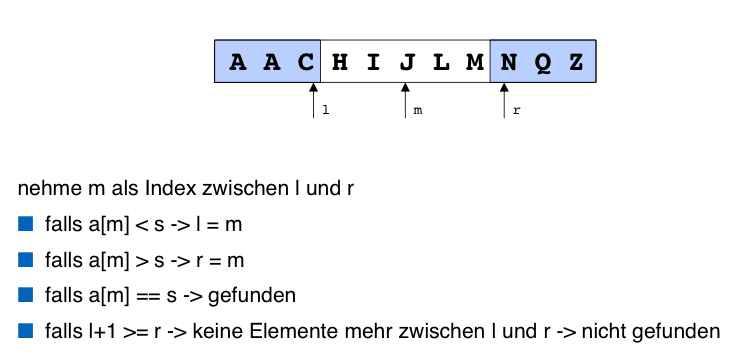 A A C H I J L M N Q Z
l m r
nehme m als Index zwischen l und r
falls a[m] < s -> l = m
falls a[m] > s -> r = m
falls a[m] == s -> gefunden
falls l+1 >= r -> keine Elemente mehr zwischen l und r -> nicht gefunden